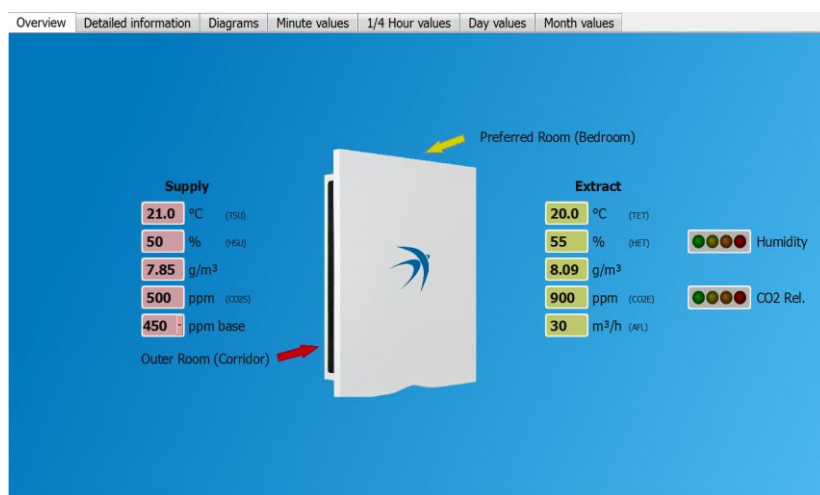 Overview Detailed information Diagrams Minute values 1/4 Hour values Day values Month values
Preferred Room (Bedroom)
Supply
21.0 °C (TSU)
50 % (HSU)
7.85 g/m³
500 ppm (CO2S)
450 ppm base
Outer Room (Corridor)
Extract
20.0 °C (TET)
55 % (HET) Humidity
8.09 g/m³
900 ppm (CO2E) CO2 Rel.
30 m³/h (AFL)